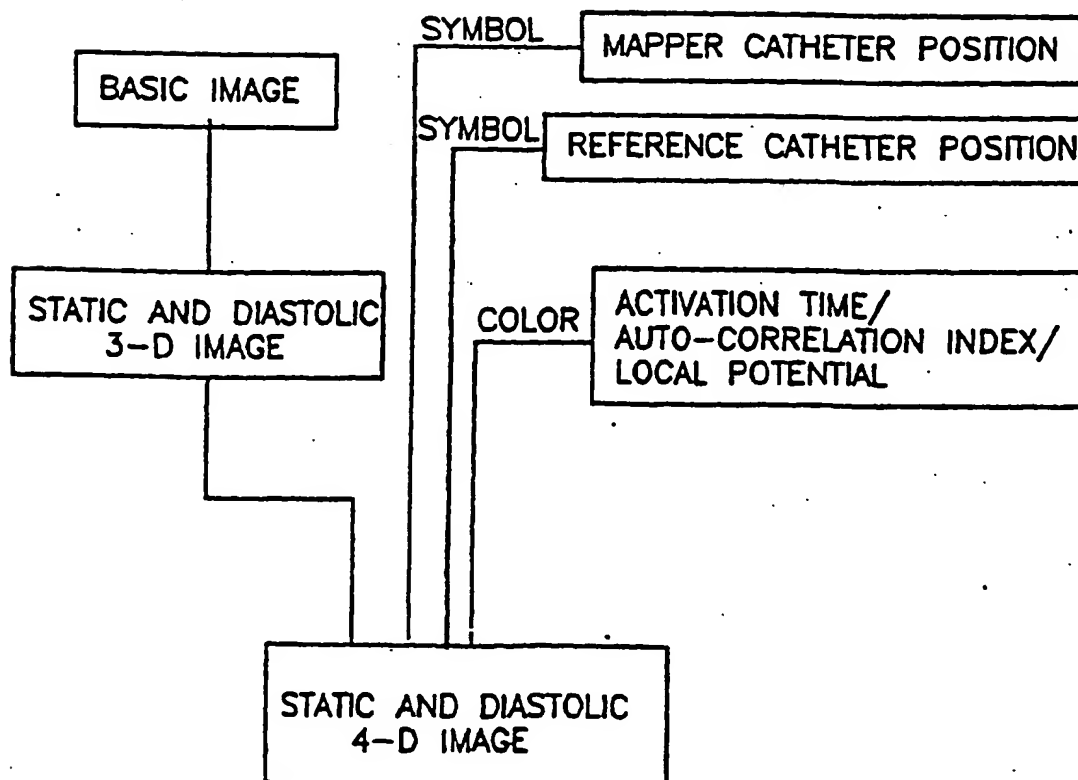 SYMBOL
MAPPER CATHETER POSITION
BASIC IMAGE
SYMBOL
REFERENCE CATHETER POSITION
STATIC AND DIASTOLIC
3-D IMAGE
COLOR
ACTIVATION TIME/
AUTO-CORRELATION INDEX/
LOCAL POTENTIAL
STATIC AND DIASTOLIC
4-D IMAGE